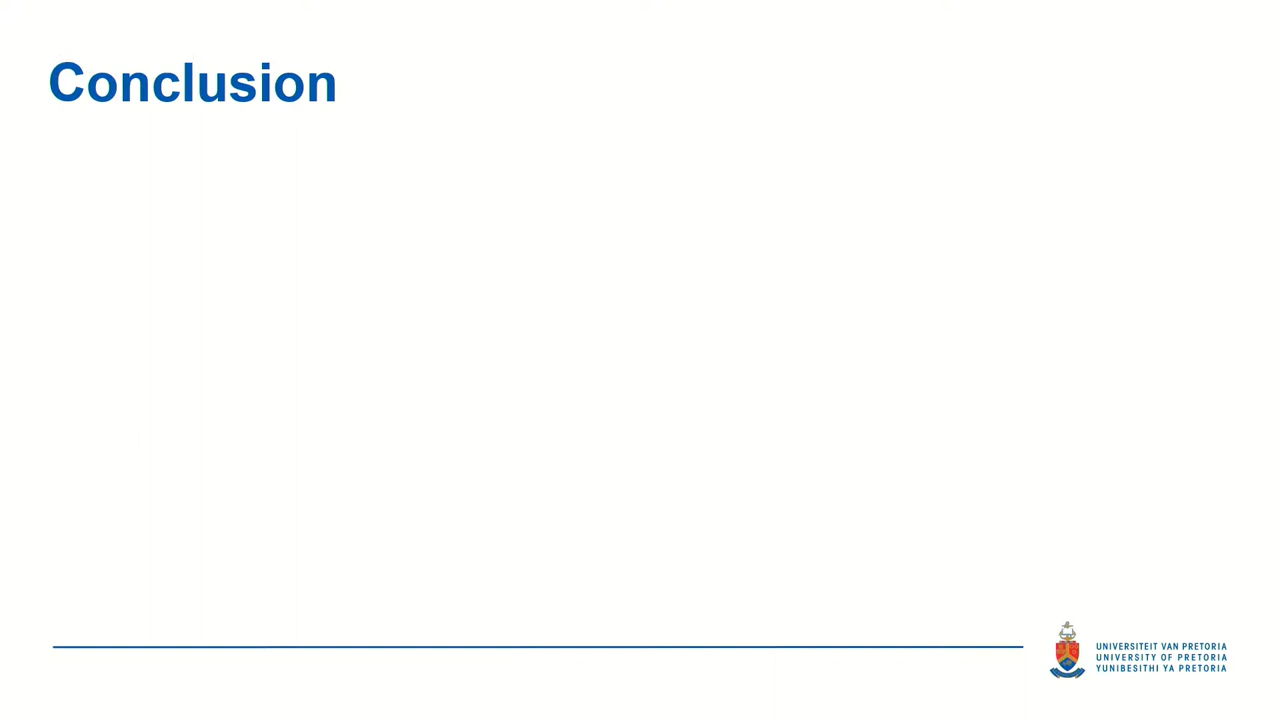 Conclusion
UNIVERSITEIT VAN PRETORIA
UNIVERSITY OF PRETORIA
YUNIBESITHI YA PRETORIA